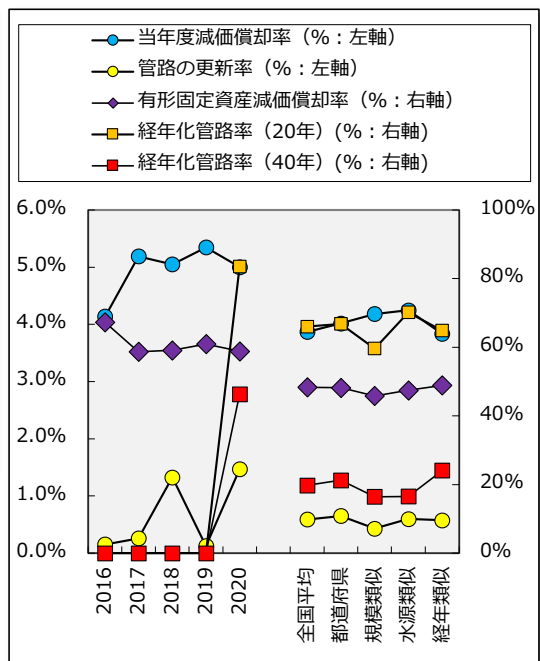 当年度減価償却率（%：左軸）
管路の更新率（%：左軸）
有形固定資産減価償却率（%：右軸）
経年化管路率（20年）(%：右軸)
経年化管路率（40年）(%：右軸)
6.0%
5.0%
4.0%
3.0%
2.0%
1.0%
0.0%
100%
80%
60%
40%
20%
0%
2016
2017
2018
2019
2020
全国平均
都道府県
規模類似
水源類似
経年類似